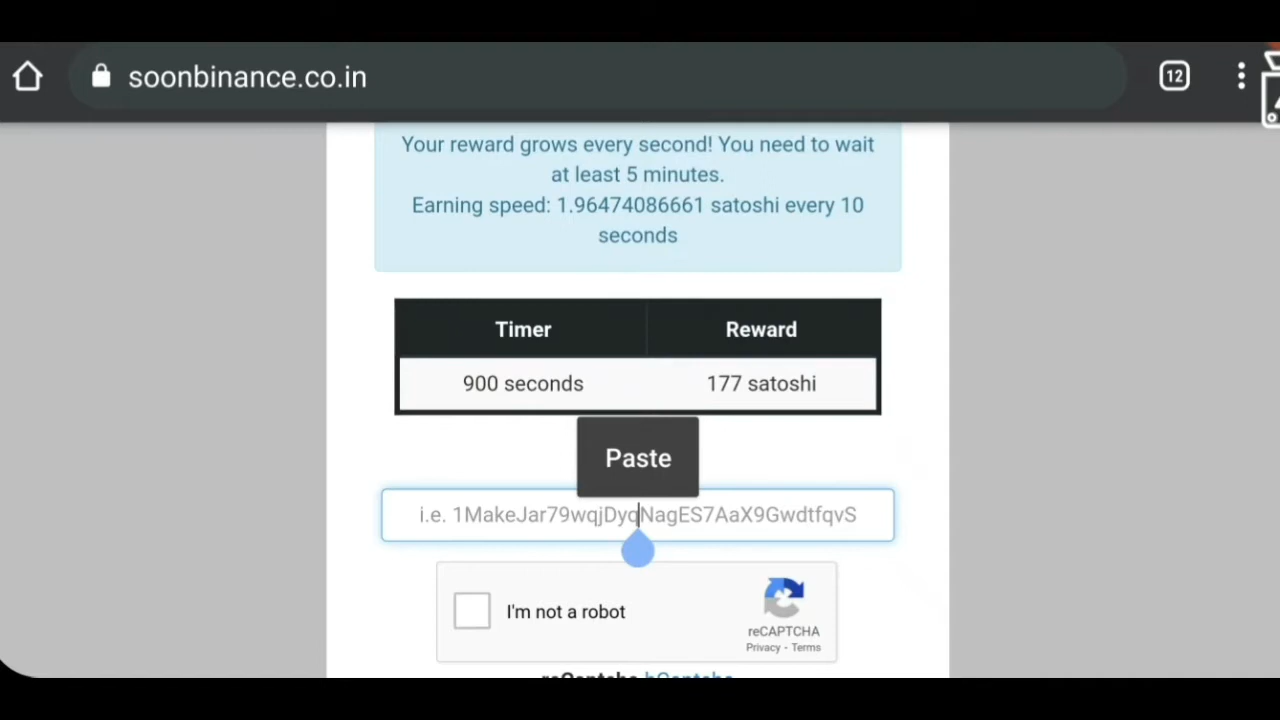 soonbinance.co.in
12
Your reward grows every second! You need to wait
at least 5 minutes.
Earning speed: 1.96474086661 satoshi every 10
seconds
Timer Reward
900 seconds 177 satoshi
Paste
i.e. 1MakeJar79wqjDyqNagES7AaX9GwdtfqvS
I'm not a robot
reCAPTCHA
Privacy - Terms
reCaptcha hCaptcha